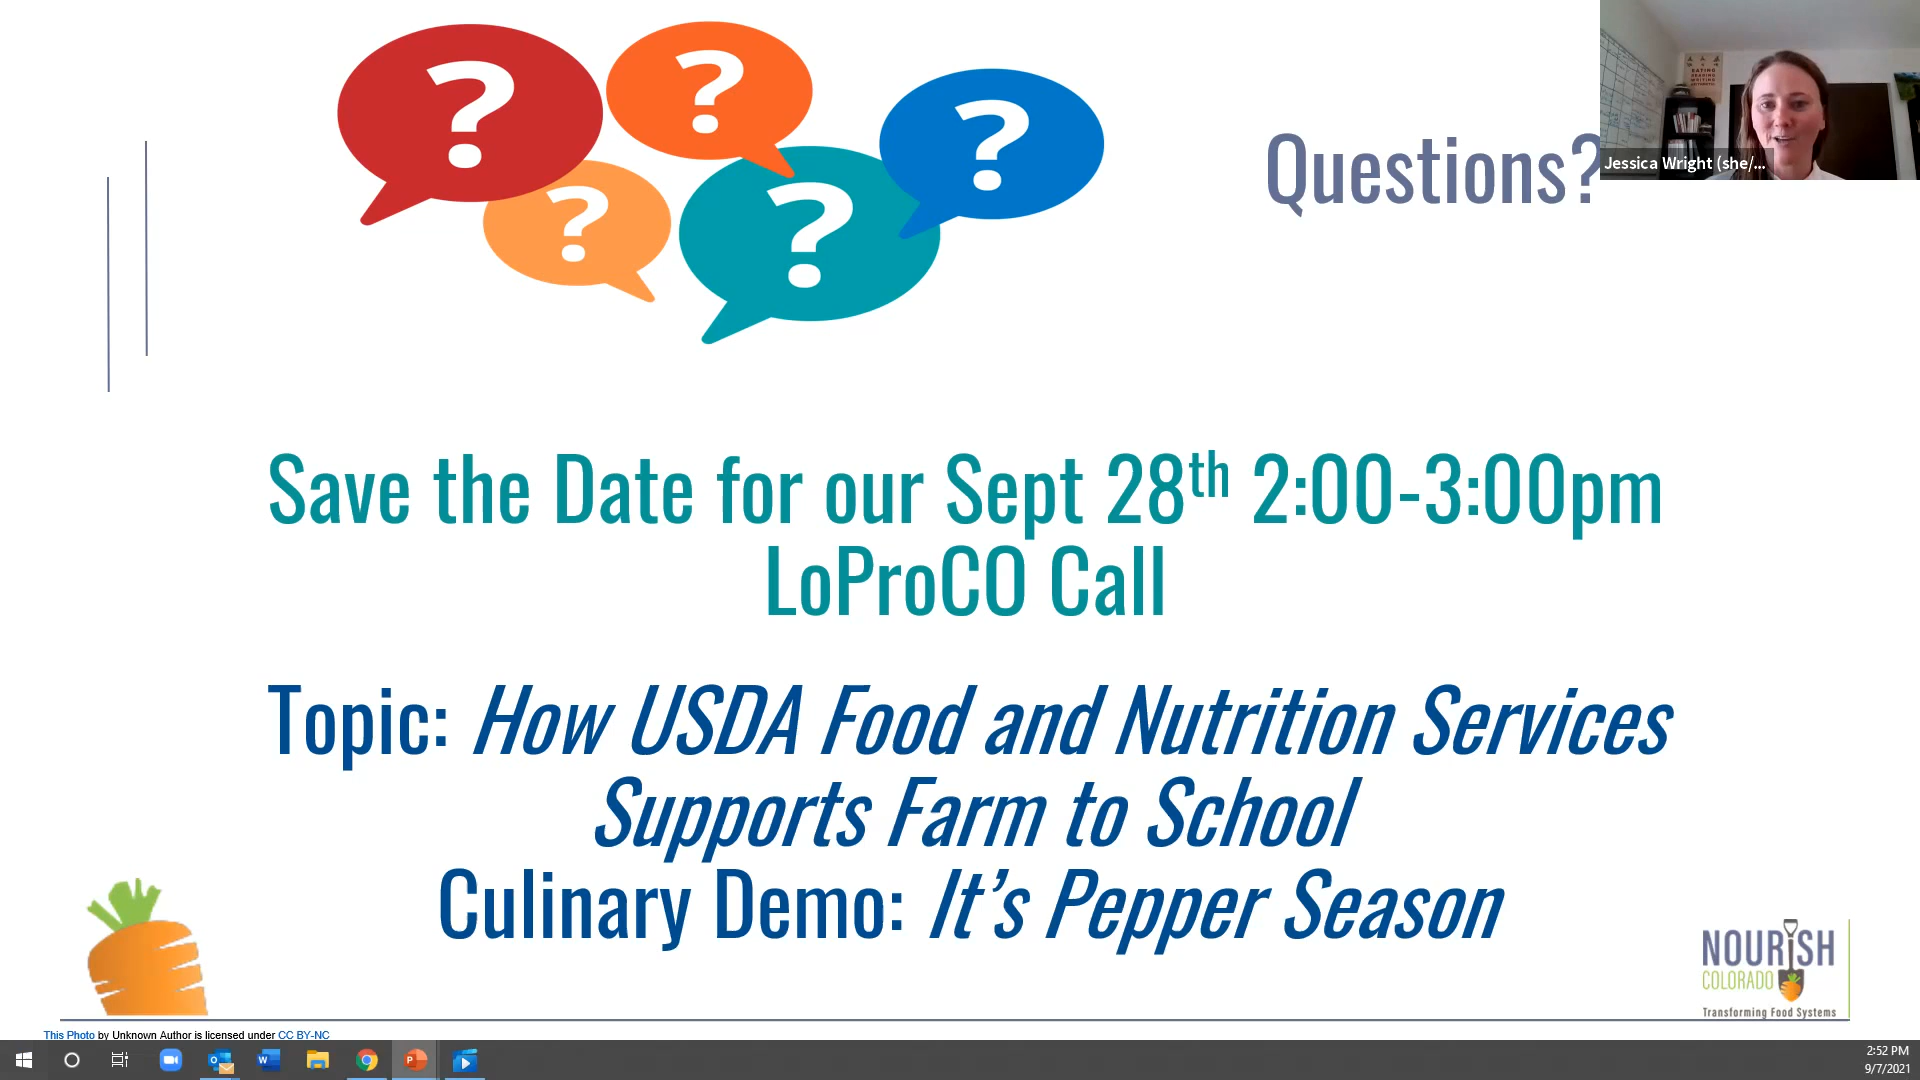 ? ? ? ? ?
Questions?
Jessica Wright (she/...
Save the Date for our Sept 28th 2:00-3:00pm
LoProCO Call
Topic: How USDA Food and Nutrition Services
Supports Farm to School
Culinary Demo: It's Pepper Season
NOURISH
COLORADO
Transforming Food Systems
This Photo by Unknown Author is licensed under CC BY-NC
2:52 PM
9/7/2021